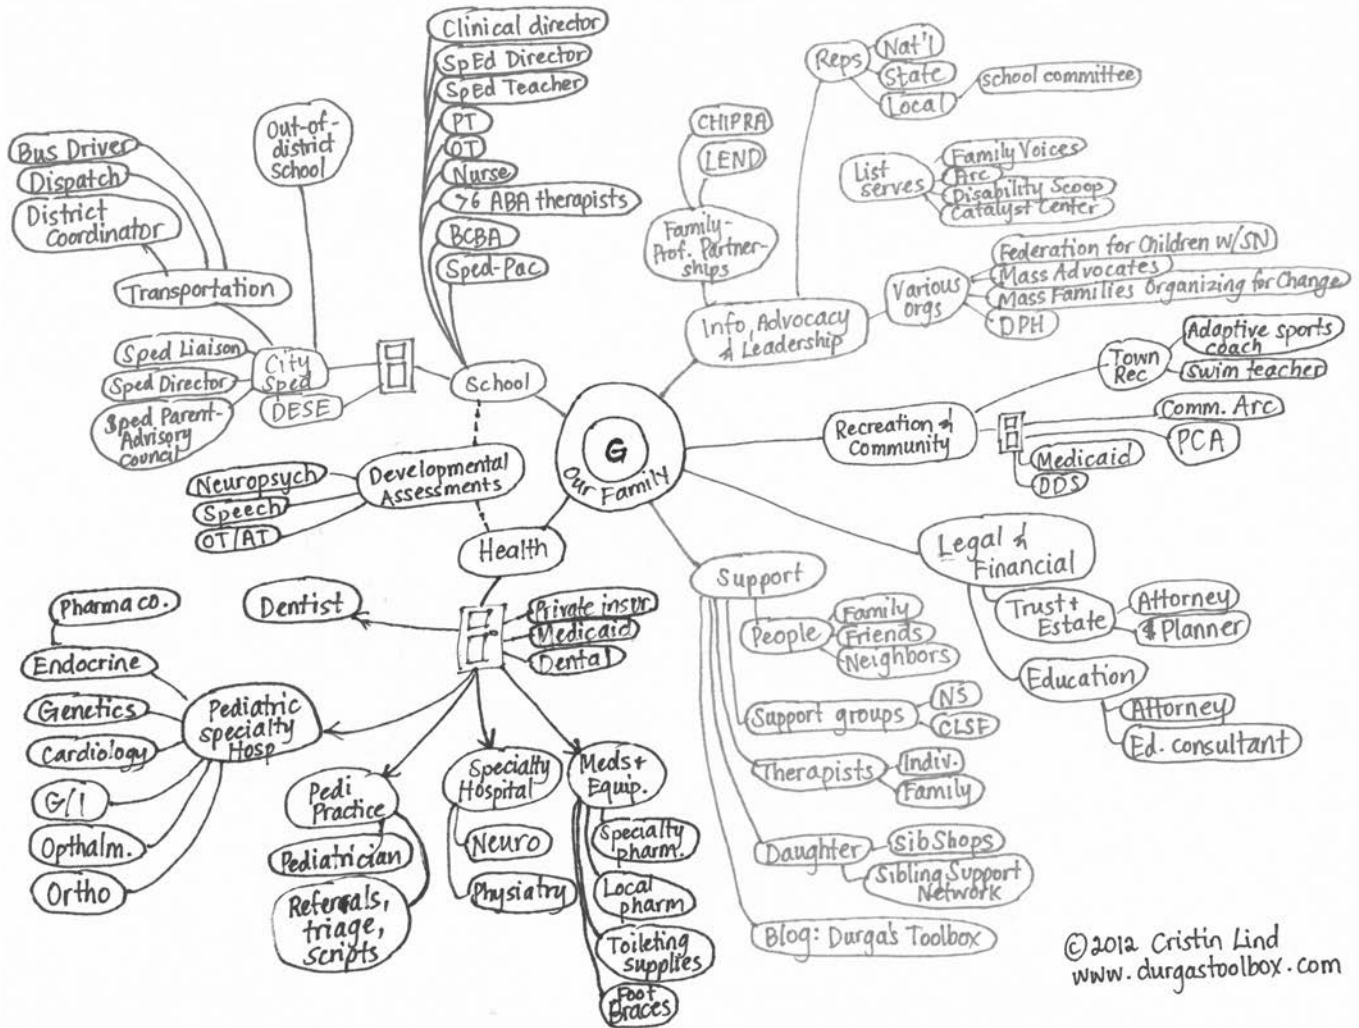 Clinical director
SpEd Director
SpEd Teacher
PT
OT
Nurse
>6 ABA therapists
BCBA
Sped-Pac
Out-of-
district
School
Bus Driver
Dispatch
District
Coordinator
Transportation
Sped Liaison
Sped Director
Sped Parent-
Advisory
Council
City
Sped
DESE
School
Reps
Nat'l
State
Local
school committee
CHIPRA
LEND
Family-
Prof. Partner-
ships
List
serves
Family Voices
Arc
Disability Scoop
Catalyst Center
Various
orgs
Federation for Children w/SN
Mass Advocates
Mass Families Organizing for Change
DPH
Info, Advocacy
& Leadership
Town
Rec
Adaptive sports
coach
Swim teacher
Recreation &
Community
Comm. Arc
PCA
Medicaid
DDS
G
Our Family
Developmental
Assessments
Neuropsych
Speech
OT/AT
Health
Dentist
Private insur.
Medicaid
Dental
Pharma co.
Endocrine
Genetics
Cardiology
G/i
Opthalm.
Ortho
Pediatric
specialty
Hosp
Pedi
Practice
Pediatrician
Referrals,
triage,
scripts
Specialty
Hospital
Neuro
Physiatry
Meds+
Equip.
Specialty
pharm.
Local
pharm
Toileting
supplies
Foot
Braces
Support
People
Family
Friends
Neighbors
Support groups
NS
CLSF
Therapists
Indiv.
Family
Daughter
SibShops
Sibling Support
Network
Blog: Durga's Toolbox
Legal &
Financial
Trust+
Estate
Attorney
$ Planner
Education
Attorney
Ed. consultant
©2012 Cristin Lind
www.durgastoolbox.com